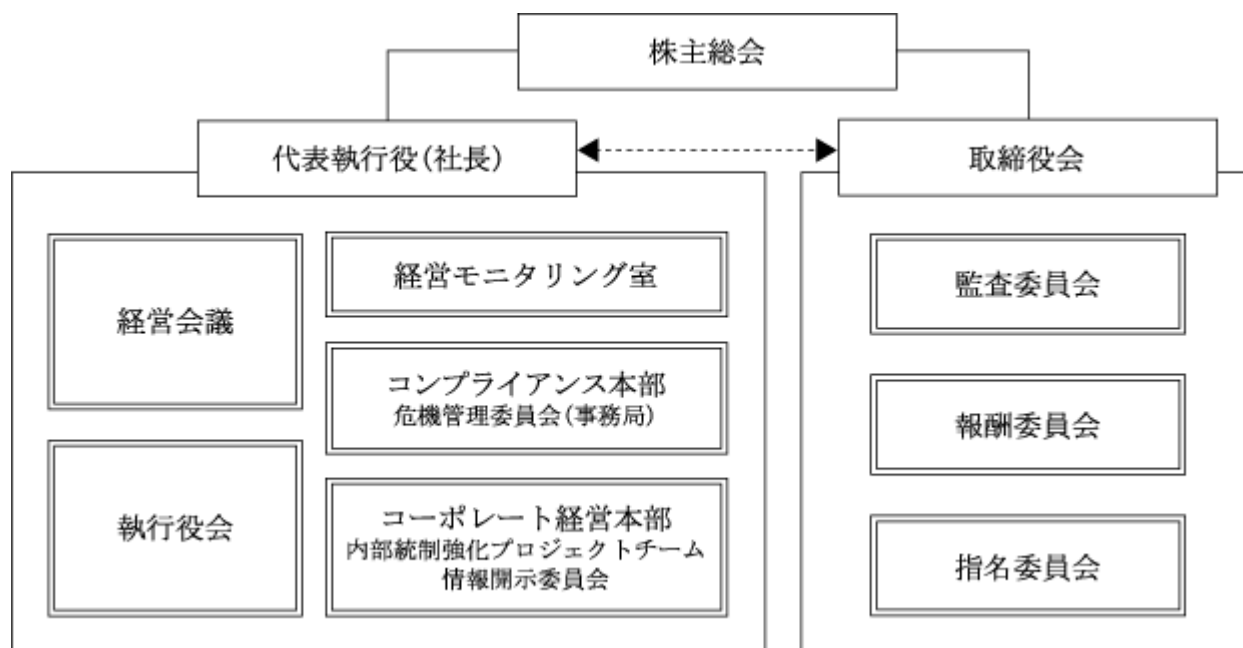 株主総会
代表執行役(社長)
取締役会
経営会議
執行役会
経営モニタリング室
コンプライアンス本部
危機管理委員会(事務局)
コーポレート経営本部
内部統制強化プロジェクトチーム
情報開示委員会
監査委員会
報酬委員会
指名委員会